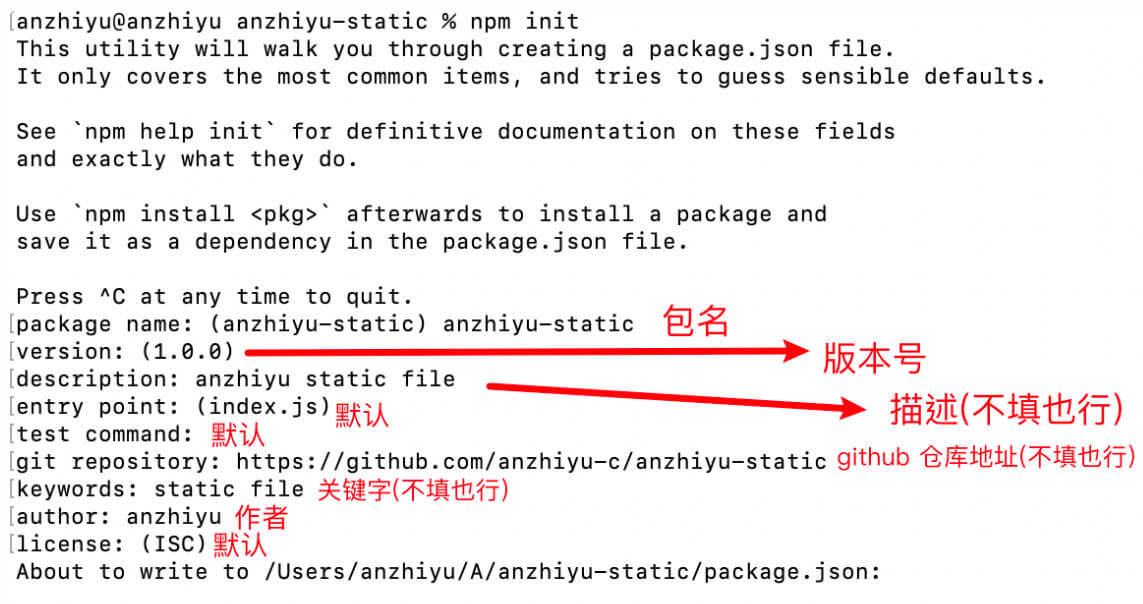 [anzhiyu@anzhiyu anzhiyu-static % npm init
This utility will walk you through creating a package.json file.
It only covers the most common items, and tries to guess sensible defaults.
See `npm help init` for definitive documentation on these fields
and exactly what they do.
Use `npm install <pkg>` afterwards to install a package and
save it as a dependency in the package.json file.
Press ^C at any time to quit.
[package name: (anzhiyu-static) anzhiyu-static 包名
[version: (1.0.0) 版本号
[description: anzhiyu static file 描述(不填也行)
[entry point: (index.js) 默认
[test command: 默认
[git repository: https://github.com/anzhiyu-c/anzhiyu-static github 仓库地址(不填也行)
[keywords: static file 关键字(不填也行)
[author: anzhiyu 作者
[license: (ISC) 默认
About to write to /Users/anzhiyu/A/anzhiyu-static/package.json: